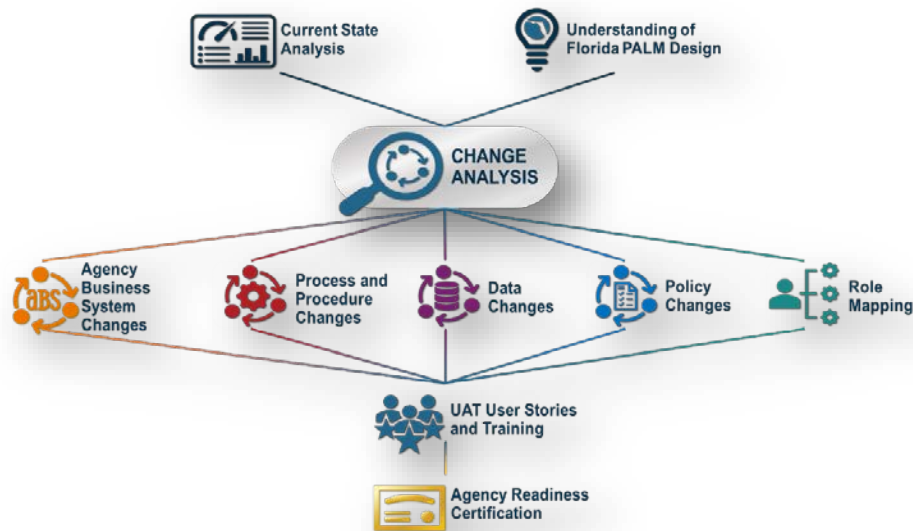 Current State
Analysis
Understanding of
Florida PALM Design
CHANGE
ANALYSIS
aBS
Agency
Business
System
Changes
Process and
Procedure
Changes
Data
Changes
Policy
Changes
Role
Mapping
UAT User Stories
and Training
Agency Readiness
Certification